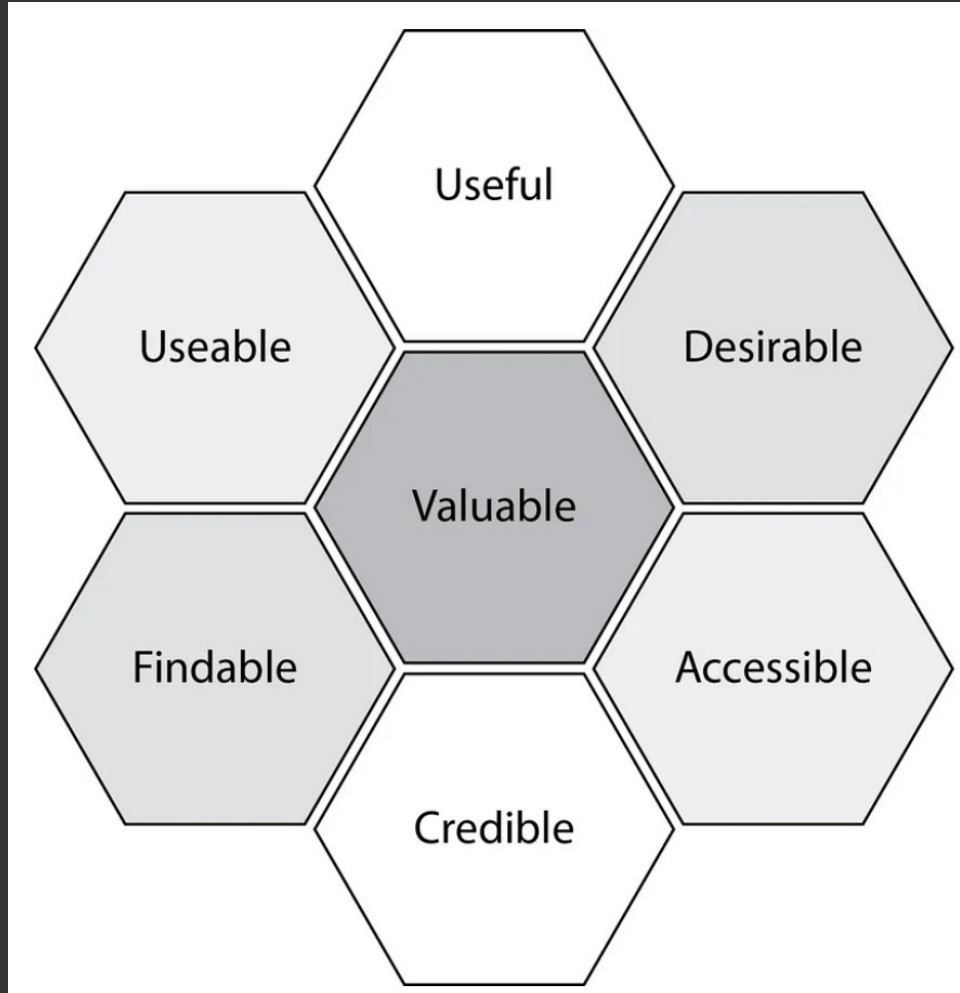 Useful
Useable
Desirable
Valuable
Findable
Accessible
Credible